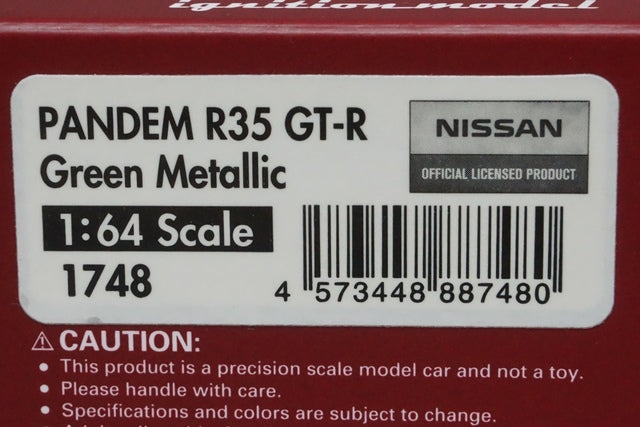 ignition model
PANDEM R35 GT-R
Green Metallic
NISSAN
OFFICIAL LICENSED PRODUCT
1:64 Scale
1748
4 573448 887480
⚠ CAUTION:
• This product is a precision scale model car and not a toy.
• Please handle with care.
• Specifications and colors are subject to change.